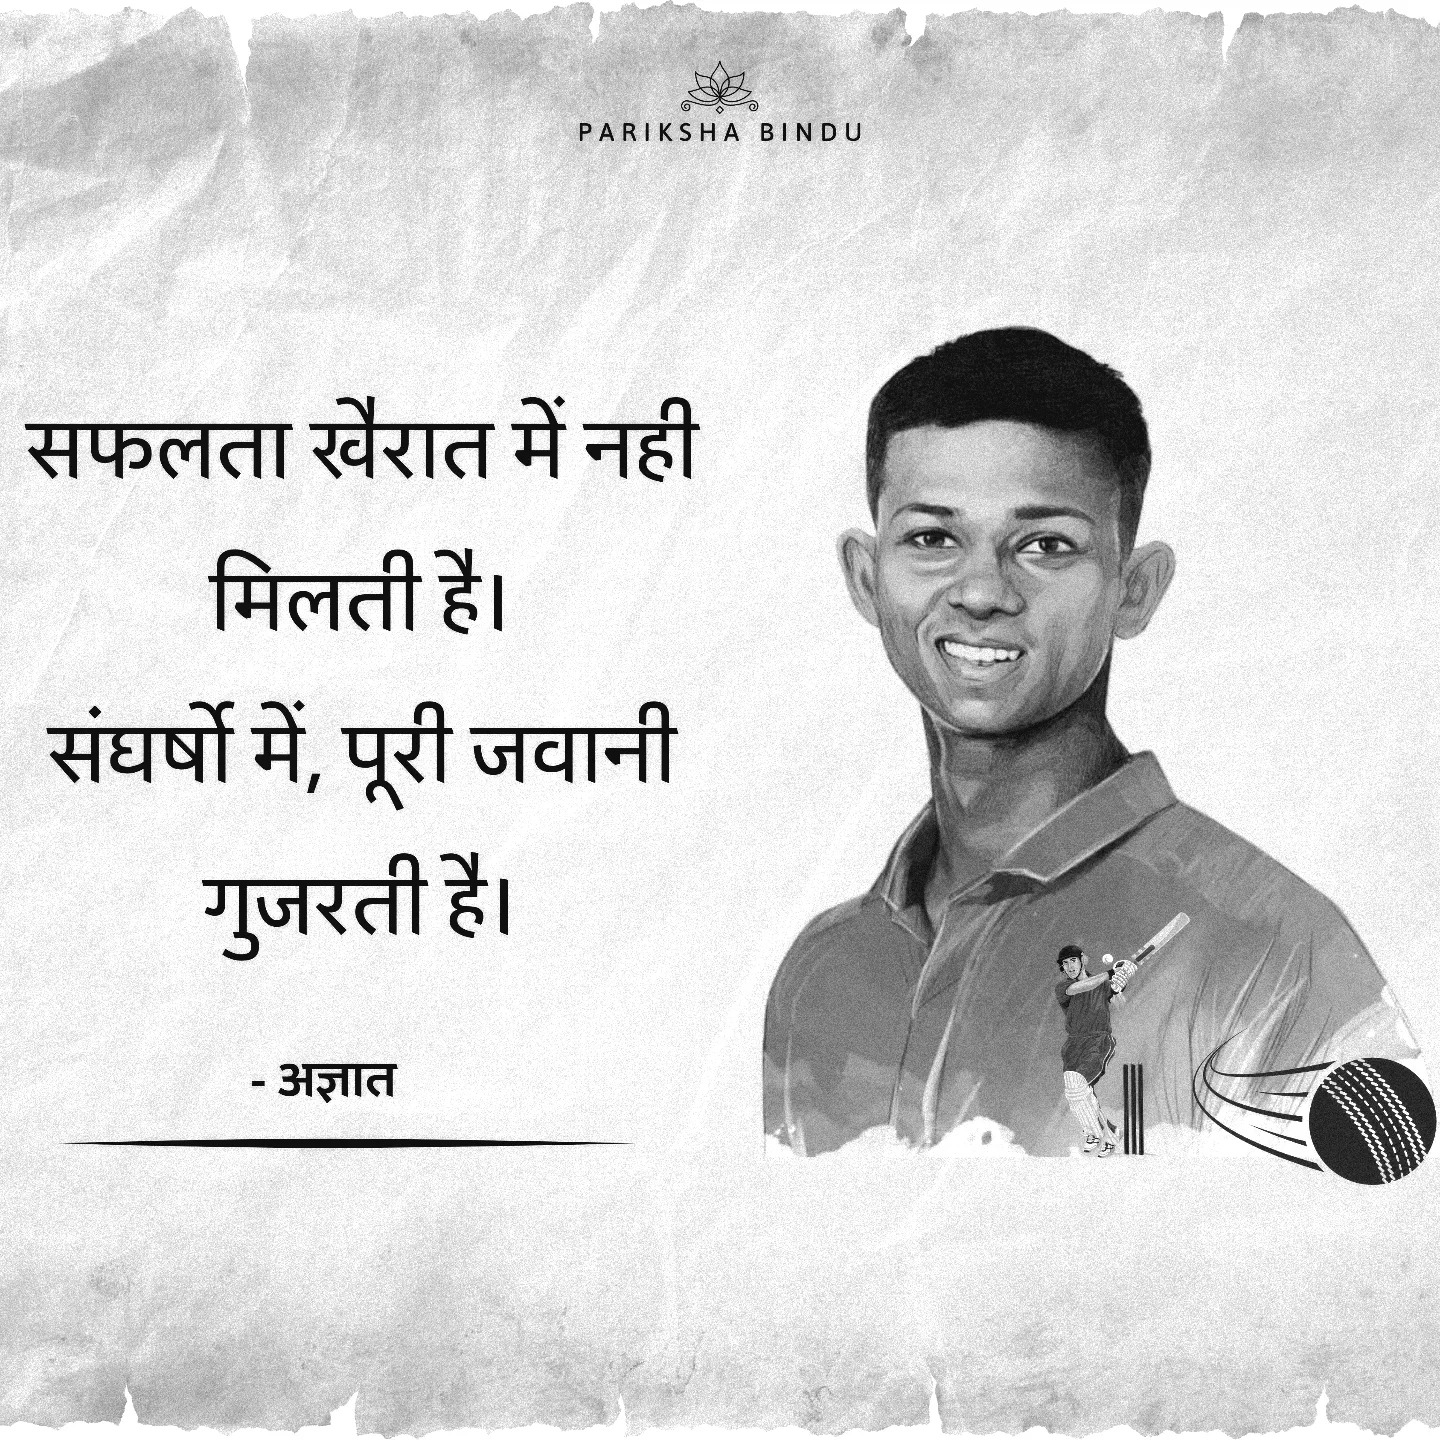 PARIKSHA BINDU
सफलता खैरात में नही
मिलती है।
संघर्षो में, पूरी जवानी
गुजरती है।
- अज्ञात